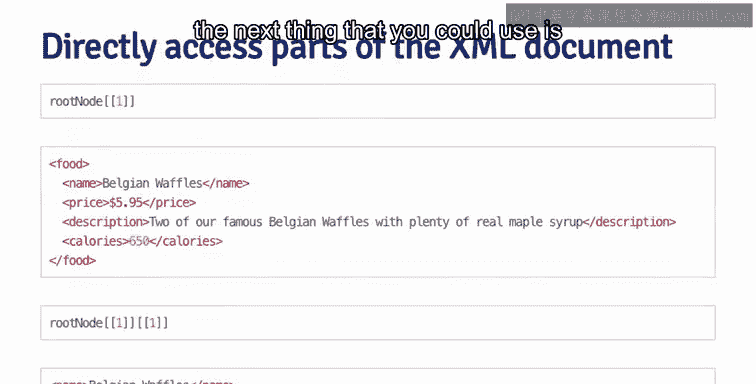 the next thing that you could use is
Directly access parts of the XML document
rootNode[[1]]
<food>
<name>Belgian Waffles</name>
<price>$5.95</price>
<description>Two of our famous Belgian Waffles with plenty of real maple syrup</description>
<calories>650</calories>
</food>
rootNode[[1]][[1]]